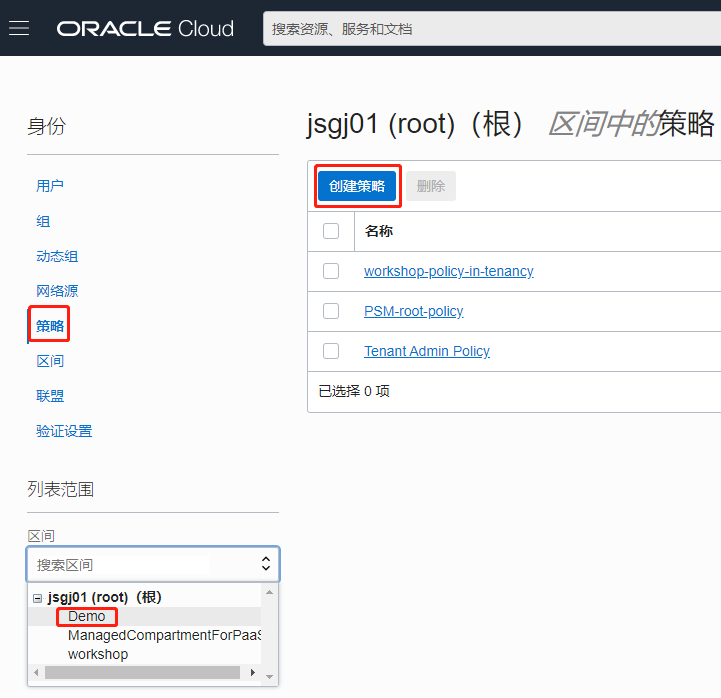 ORACLE Cloud
搜索资源、服务和文档
身份
用户
组
动态组
网络源
策略
区间
联盟
验证设置
列表范围
区间
搜索区间
jsgj01 (root)（根）
Demo
ManagedCompartmentForPaaS
workshop
jsgj01 (root)（根） 区间中的策略
创建策略 删除
名称
workshop-policy-in-tenancy
PSM-root-policy
Tenant Admin Policy
已选择 0 项